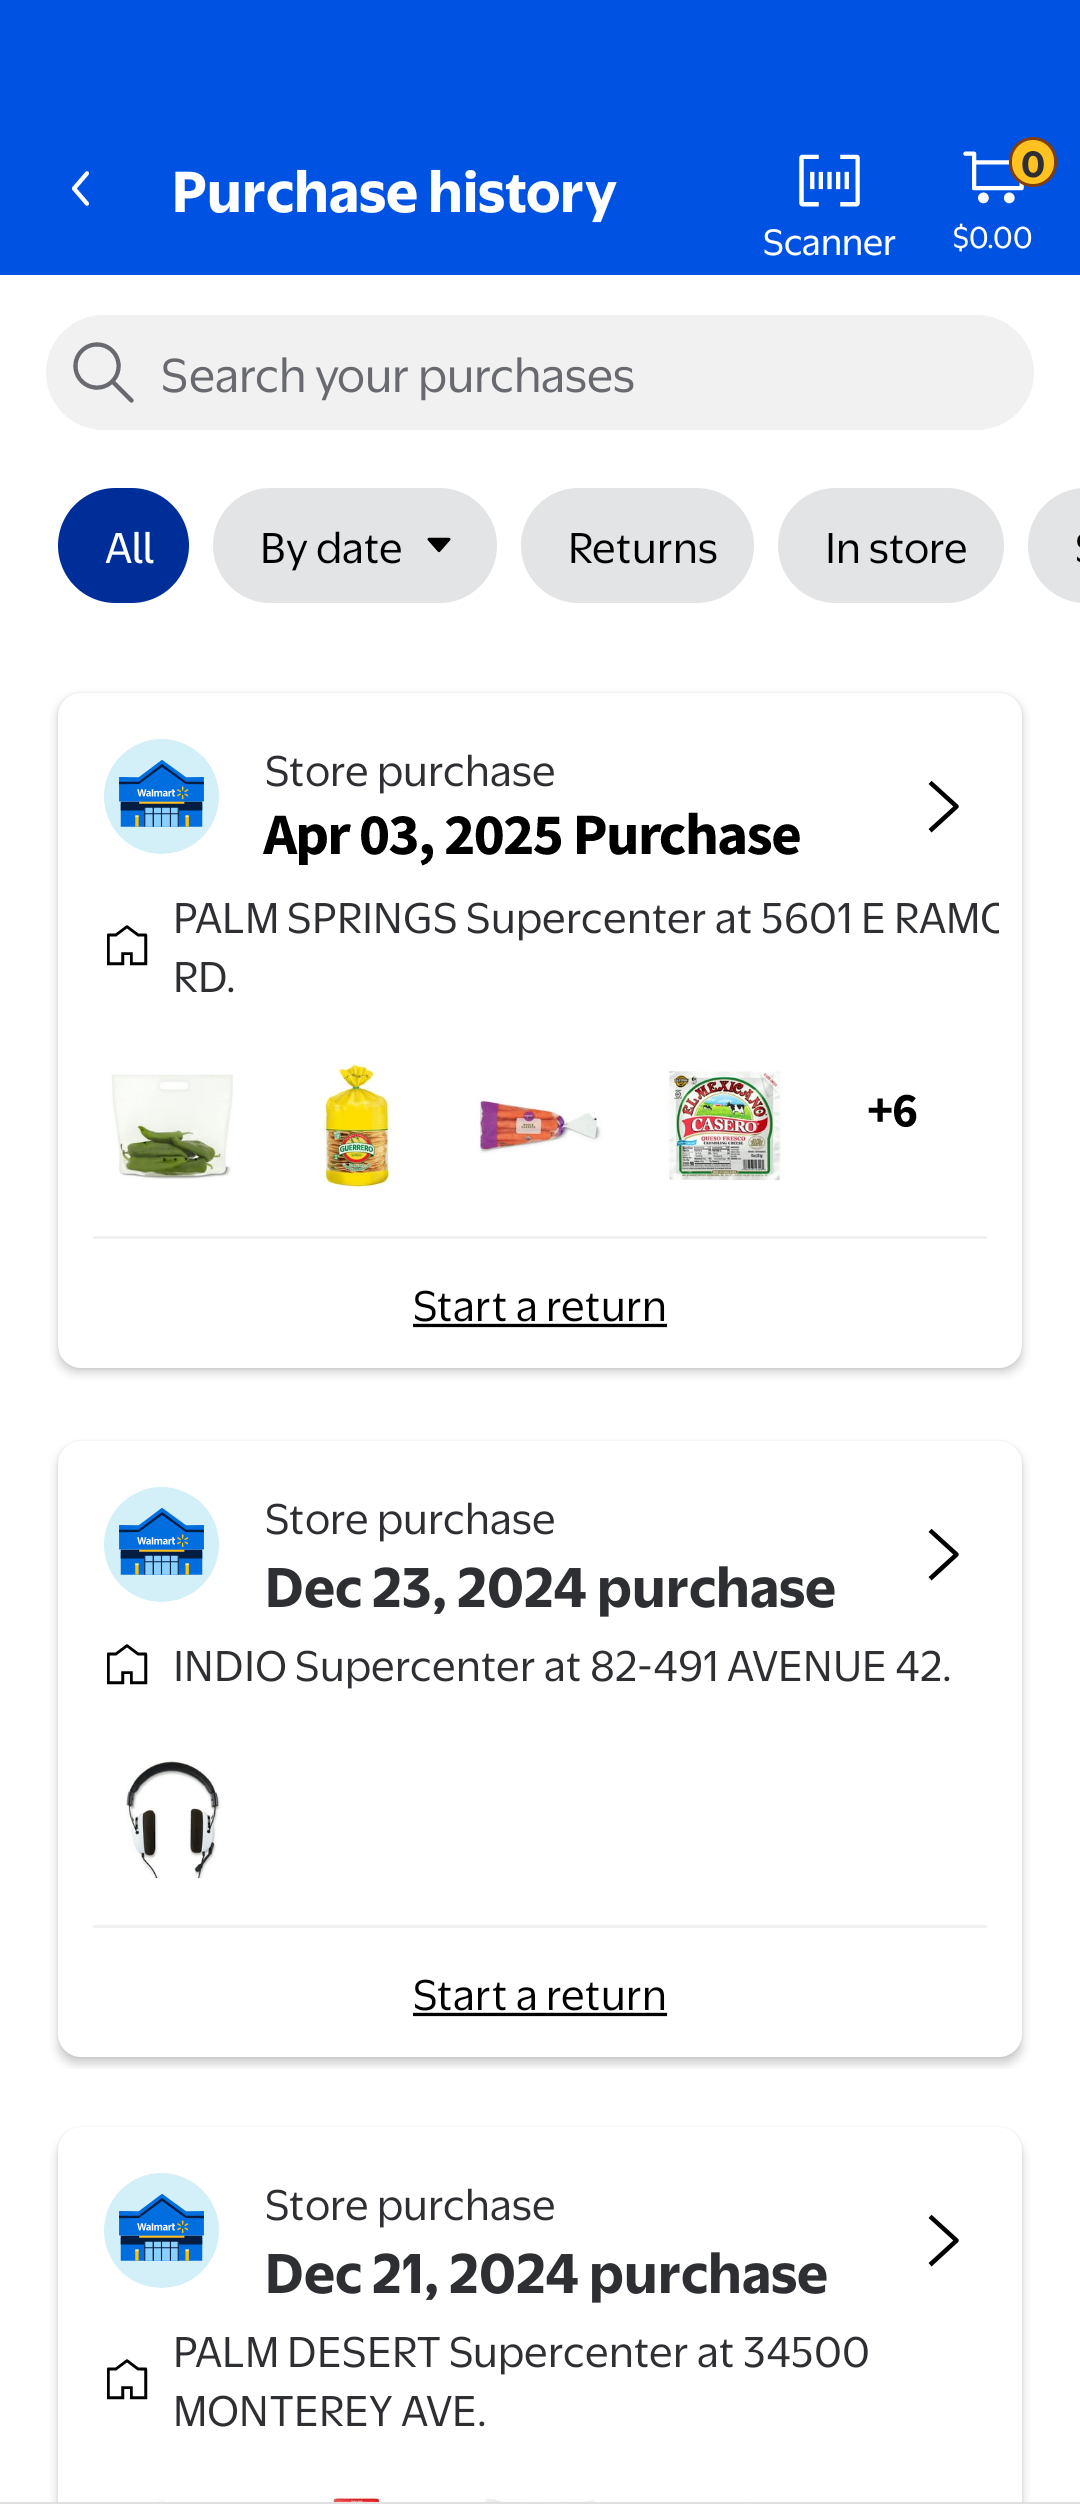 Purchase history
Scanner
0
$0.00
Search your purchases
All
By date
Returns
In store
Walmart
Store purchase
Apr 03, 2025 Purchase
PALM SPRINGS Supercenter at 5601 E
RD.
GUERRERO
EL MEXICANO
CASERO
QUESO FRESCO
+6
Start a return
Walmart
Store purchase
Dec 23, 2024 purchase
INDIO Supercenter at 82-491 AVENUE 42.
Start a return
Walmart
Store purchase
Dec 21, 2024 purchase
PALM DESERT Supercenter at 34500
MONTEREY AVE.